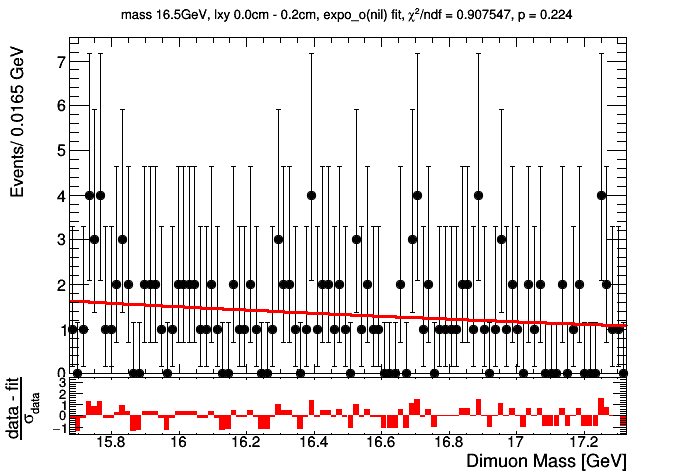 mass 16.5GeV, lxy 0.0cm - 0.2cm, expo_o(nil) fit, χ²/ndf = 0.907547, p = 0.224
Events/ 0.0165 GeV
7
6
5
4
3
2
1
0
data - fit
σdata
3
2
1
0
−1
15.8 16 16.2 16.4 16.6 16.8 17 17.2
Dimuon Mass [GeV]